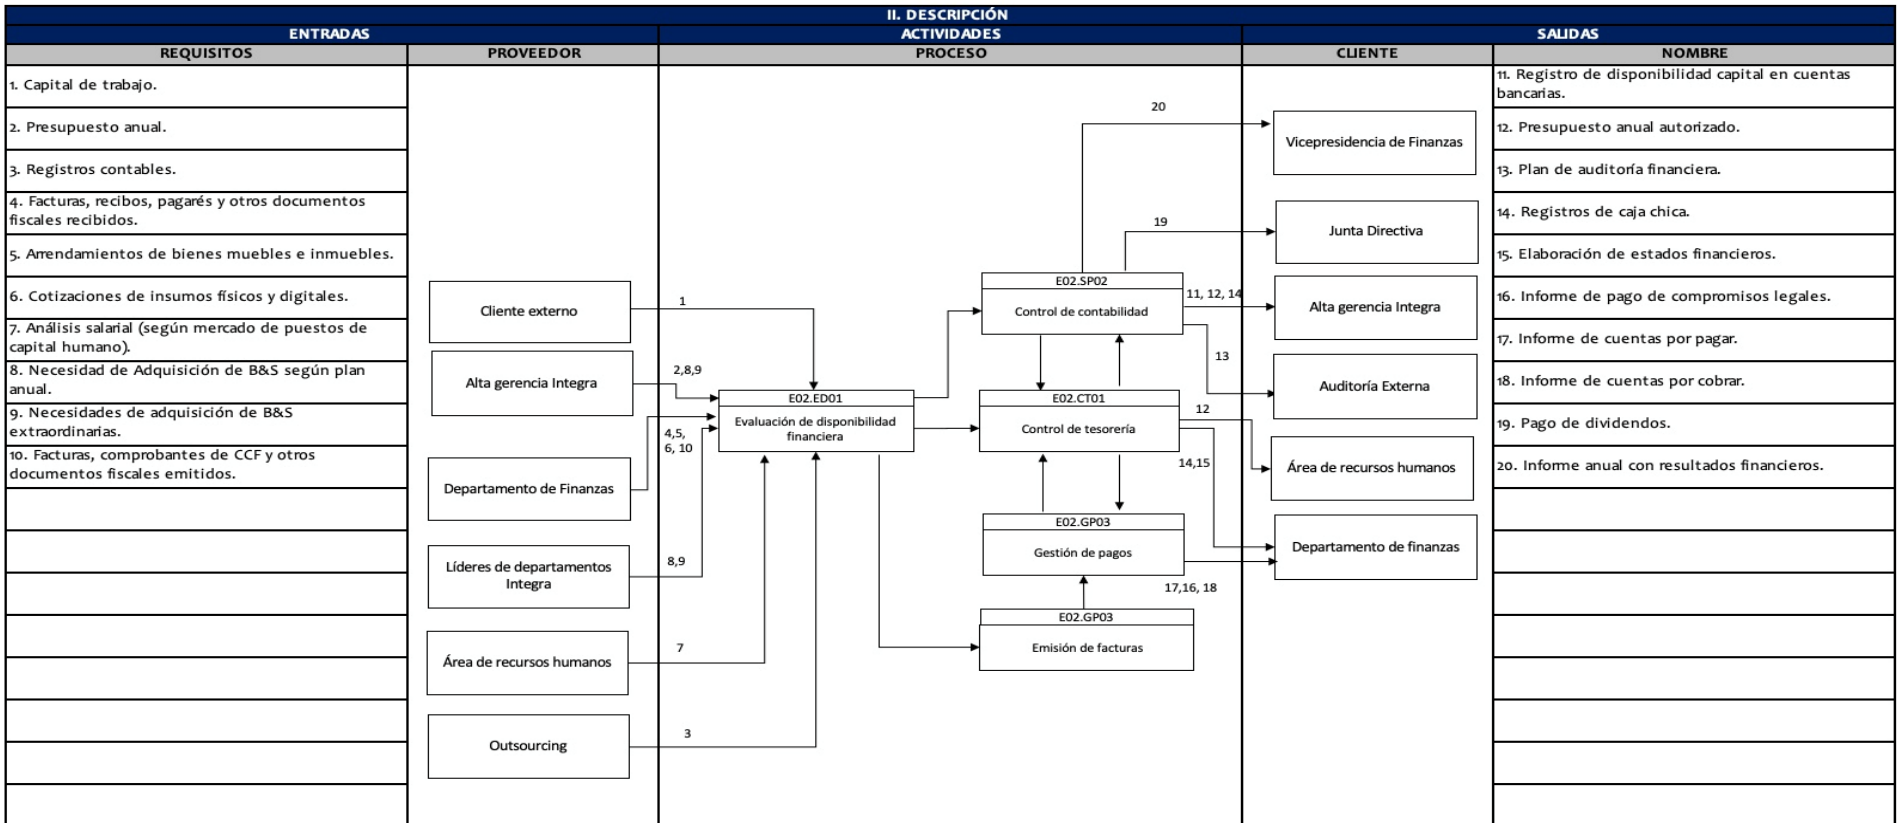 II. DESCRIPCIÓN
ENTRADAS
ACTIVIDADES
SALIDAS
REQUISITOS
PROVEEDOR
PROCESO
CLIENTE
NOMBRE
1. Capital de trabajo.
2. Presupuesto anual.
3. Registros contables.
4. Facturas, recibos, pagarés y otros documentos
fiscales recibidos.
5. Arrendamientos de bienes muebles e inmuebles.
6. Cotizaciones de insumos físicos y digitales.
7. Análisis salarial (según mercado de puestos de
capital humano).
8. Necesidad de Adquisición de B&S según plan
anual.
9. Necesidades de adquisición de B&S
extraordinarias.
10. Facturas, comprobantes de CCF y otros
documentos fiscales emitidos.
Cliente externo
Alta gerencia Integra
Departamento de Finanzas
Líderes de departamentos
Integra
Área de recursos humanos
Outsourcing
1
2,8,9
4,5,
6, 10
8,9
7
3
E02.ED01
Evaluación de disponibilidad
financiera
E02.SP02
Control de contabilidad
E02.CT01
Control de tesorería
E02.GP03
Gestión de pagos
E02.GP03
Emisión de facturas
20
19
11, 12, 14
13
12
14,15
17,16, 18
Vicepresidencia de Finanzas
Junta Directiva
Alta gerencia Integra
Auditoría Externa
Área de recursos humanos
Departamento de finanzas
11. Registro de disponibilidad capital en cuentas
bancarias.
12. Presupuesto anual autorizado.
13. Plan de auditoría financiera.
14. Registros de caja chica.
15. Elaboración de estados financieros.
16. Informe de pago de compromisos legales.
17. Informe de cuentas por pagar.
18. Informe de cuentas por cobrar.
19. Pago de dividendos.
20. Informe anual con resultados financieros.